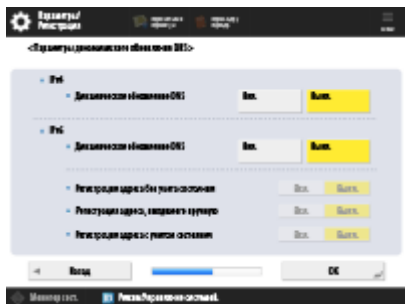 Параметры/
Регистрация
<Параметры динамического обновления DNS>
Динамическое обновление DNS
Вкл.
Выкл.
Динамическое обновление DNS
Вкл.
Выкл.
Регистрация адреса без учета состояния
Вкл.
Выкл.
Регистрация адреса, введенного вручную
Вкл.
Выкл.
Регистрация адреса с учетом состояния
Вкл.
Выкл.
Назад
OK
Монитор сост.